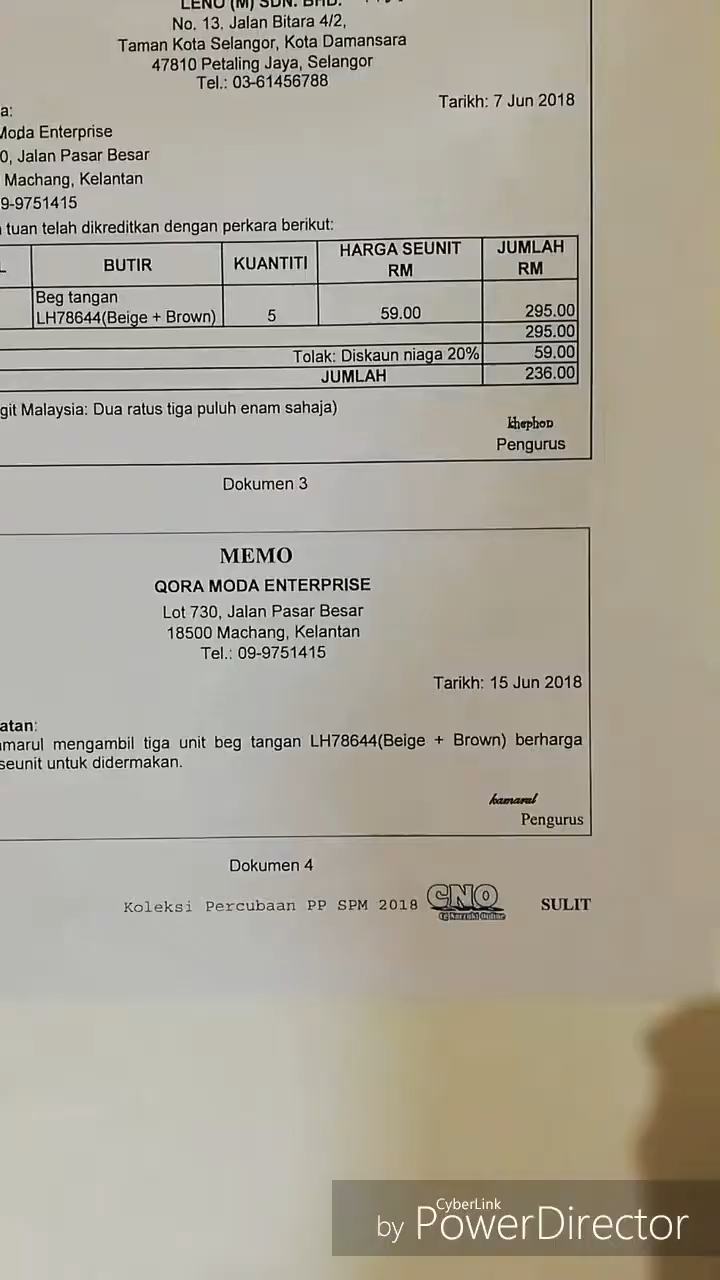 LENO (M) SDN. BHD.
No. 13. Jalan Bitara 4/2,
Taman Kota Selangor, Kota Damansara
47810 Petaling Jaya, Selangor
Tel.: 03-61456788
Tarikh: 7 Jun 2018
a:
Moda Enterprise
0, Jalan Pasar Besar
Machang, Kelantan
9-9751415
tuan telah dikreditkan dengan perkara berikut:
L BUTIR KUANTITI HARGA SEUNIT RM JUMLAH RM
Beg tangan
LH78644(Beige + Brown) 5 59.00 295.00
295.00
Tolak: Diskaun niaga 20% 59.00
JUMLAH 236.00
git Malaysia: Dua ratus tiga puluh enam sahaja)
khephon
Pengurus
Dokumen 3
MEMO
QORA MODA ENTERPRISE
Lot 730, Jalan Pasar Besar
18500 Machang, Kelantan
Tel.: 09-9751415
Tarikh: 15 Jun 2018
atan:
amarul mengambil tiga unit beg tangan LH78644(Beige + Brown) berharga
seunit untuk didermakan.
kamarul
Pengurus
Dokumen 4
Koleksi Percubaan PP SPM 2018 CNO SULIT
CyberLink
by PowerDirector